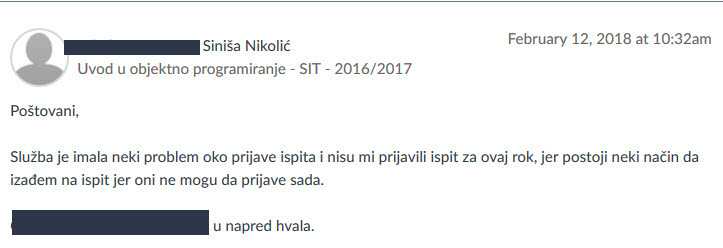 Siniša Nikolić
February 12, 2018 at 10:32am
Uvod u objektno programiranje - SIT - 2016/2017
Poštovani,
Služba je imala neki problem oko prijave ispita i nisu mi prijavili ispit za ovaj rok, jer postoji neki način da
izađem na ispit jer oni ne mogu da prijave sada.
u napred hvala.